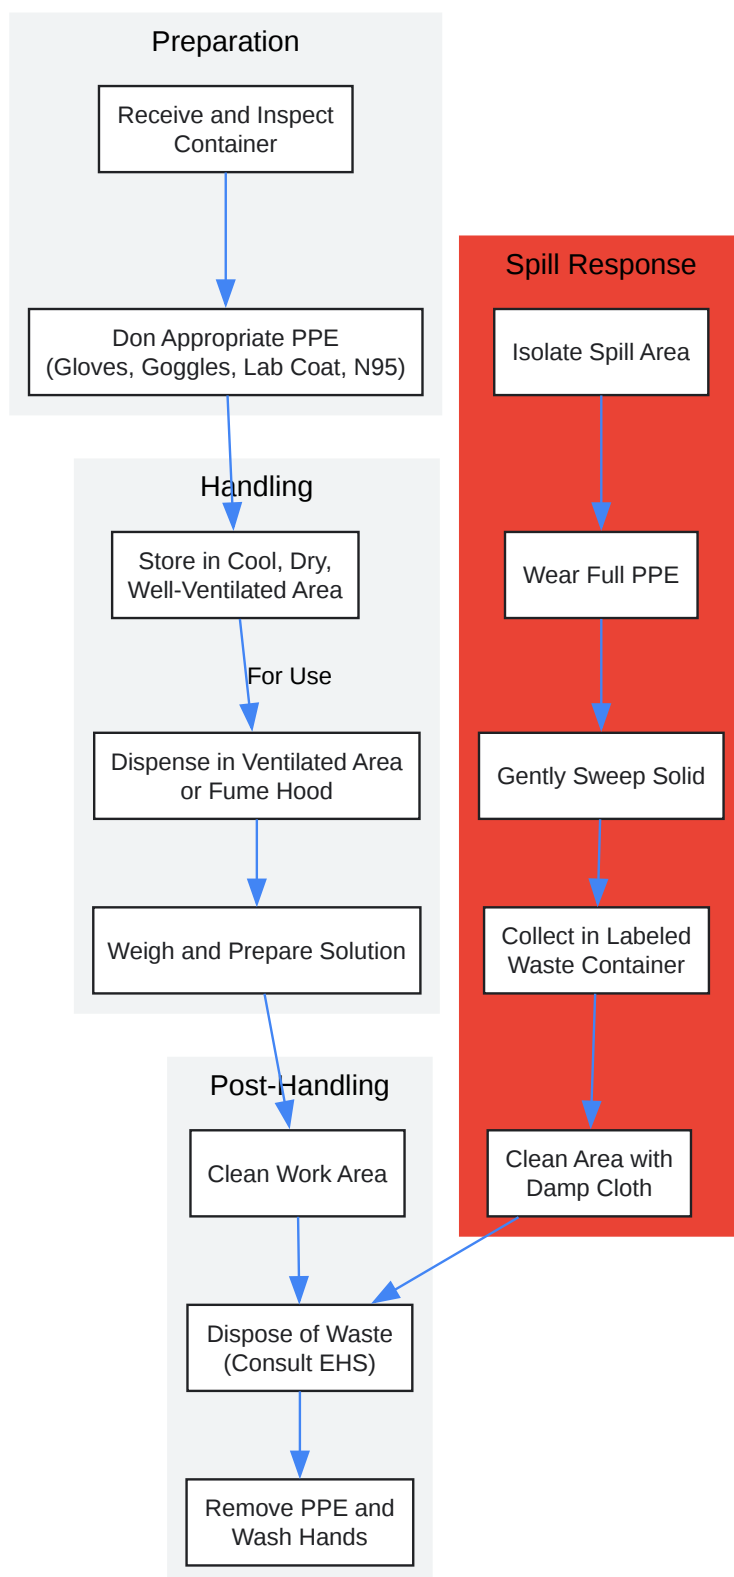 Preparation
Receive and Inspect
Container
Don Appropriate PPE
(Gloves, Goggles, Lab Coat, N95)
Handling
Store in Cool, Dry,
Well-Ventilated Area
For Use
Dispense in Ventilated Area
or Fume Hood
Weigh and Prepare Solution
Post-Handling
Clean Work Area
Dispose of Waste
(Consult EHS)
Remove PPE and
Wash Hands
Spill Response
Isolate Spill Area
Wear Full PPE
Gently Sweep Solid
Collect in Labeled
Waste Container
Clean Area with
Damp Cloth